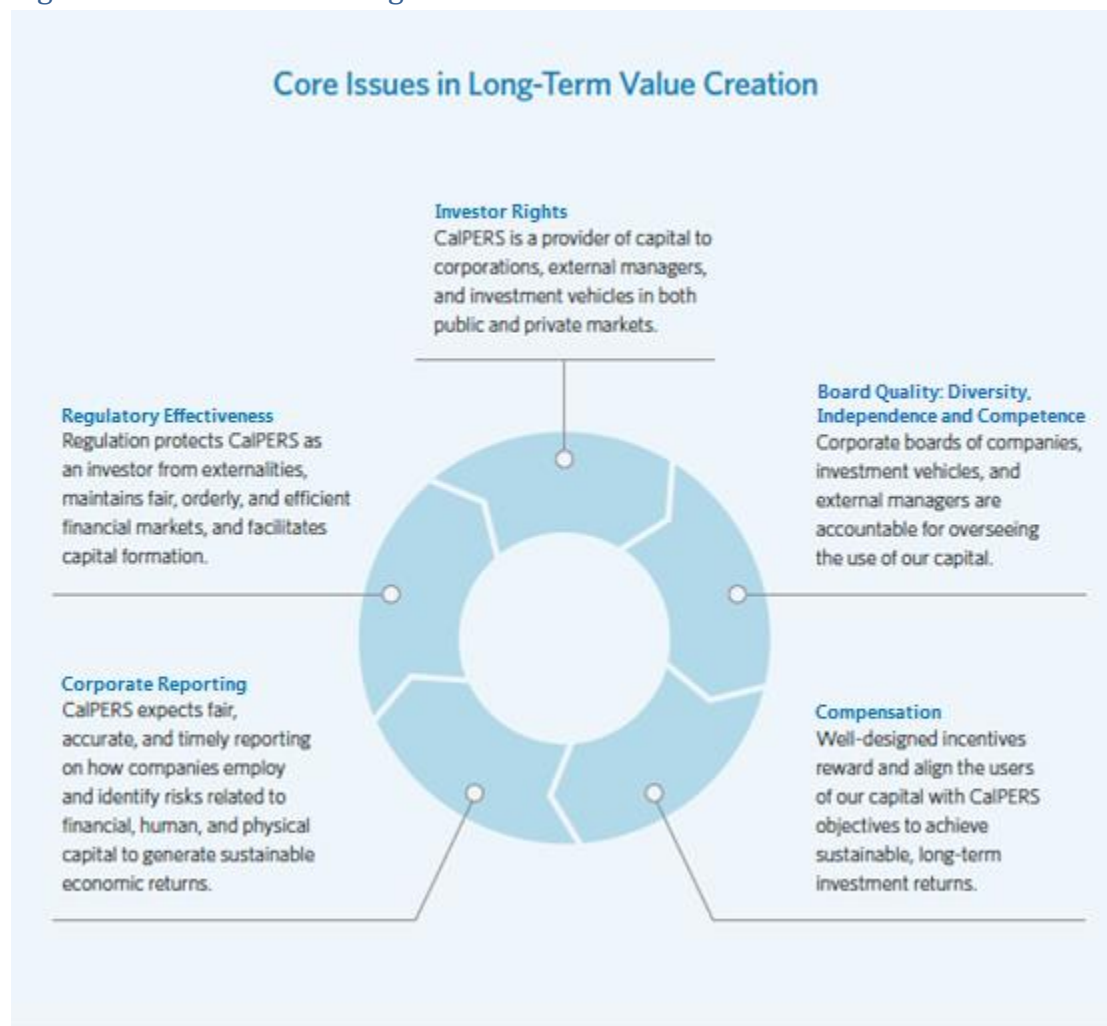 Core Issues in Long-Term Value Creation
Investor Rights
CalPERS is a provider of capital to
corporations, external managers,
and investment vehicles in both
public and private markets.
Board Quality: Diversity,
Independence and Competence
Corporate boards of companies,
investment vehicles, and
external managers are
accountable for overseeing
the use of our capital.
Compensation
Well-designed incentives
reward and align the users
of our capital with CalPERS
objectives to achieve
sustainable, long-term
investment returns.
Corporate Reporting
CalPERS expects fair,
accurate, and timely reporting
on how companies employ
and identify risks related to
financial, human, and physical
capital to generate sustainable
economic returns.
Regulatory Effectiveness
Regulation protects CalPERS as
an investor from externalities,
maintains fair, orderly, and efficient
financial markets, and facilitates
capital formation.